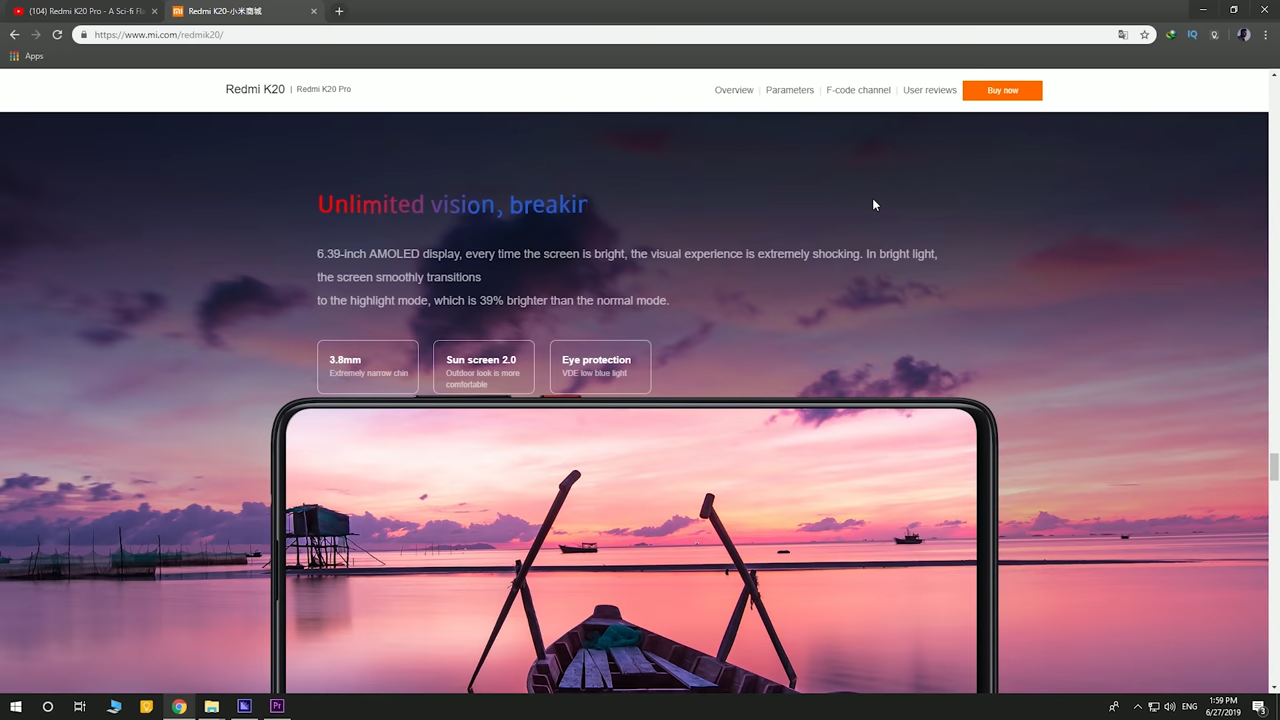 (104) Redmi K20 Pro - A Sci-fi Fl
Redmi K20-小米商城
https://www.mi.com/redmik20/
Apps
Redmi K20 | Redmi K20 Pro
Overview | Parameters | F-code channel | User reviews
Buy now
Unlimited vision, breakin
6.39-inch AMOLED display, every time the screen is bright, the visual experience is extremely shocking. In bright light,
the screen smoothly transitions
to the highlight mode, which is 39% brighter than the normal mode.
3.8mm
Extremely narrow chin
Sun screen 2.0
Outdoor look is more
comfortable
Eye protection
VDE low blue light
Pr
ENG
1:59 PM
6/27/2019
3